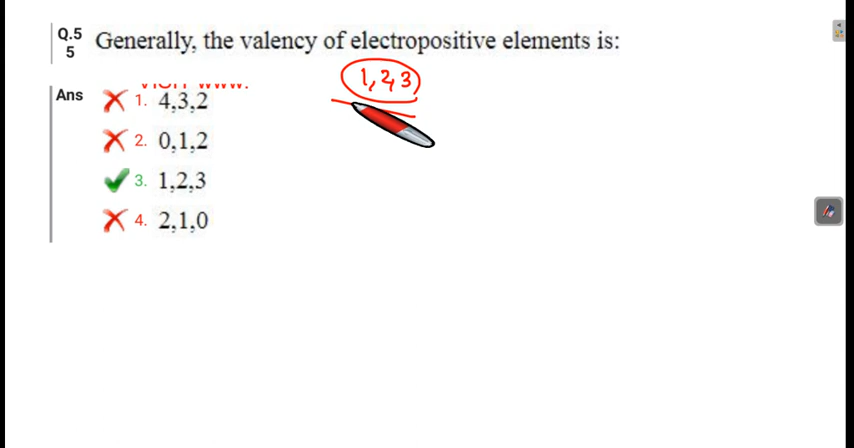 Q.5
5
Generally, the valency of electropositive elements is:
1,2,3
Ans
1. 4,3,2
2. 0,1,2
3. 1,2,3
4. 2,1,0